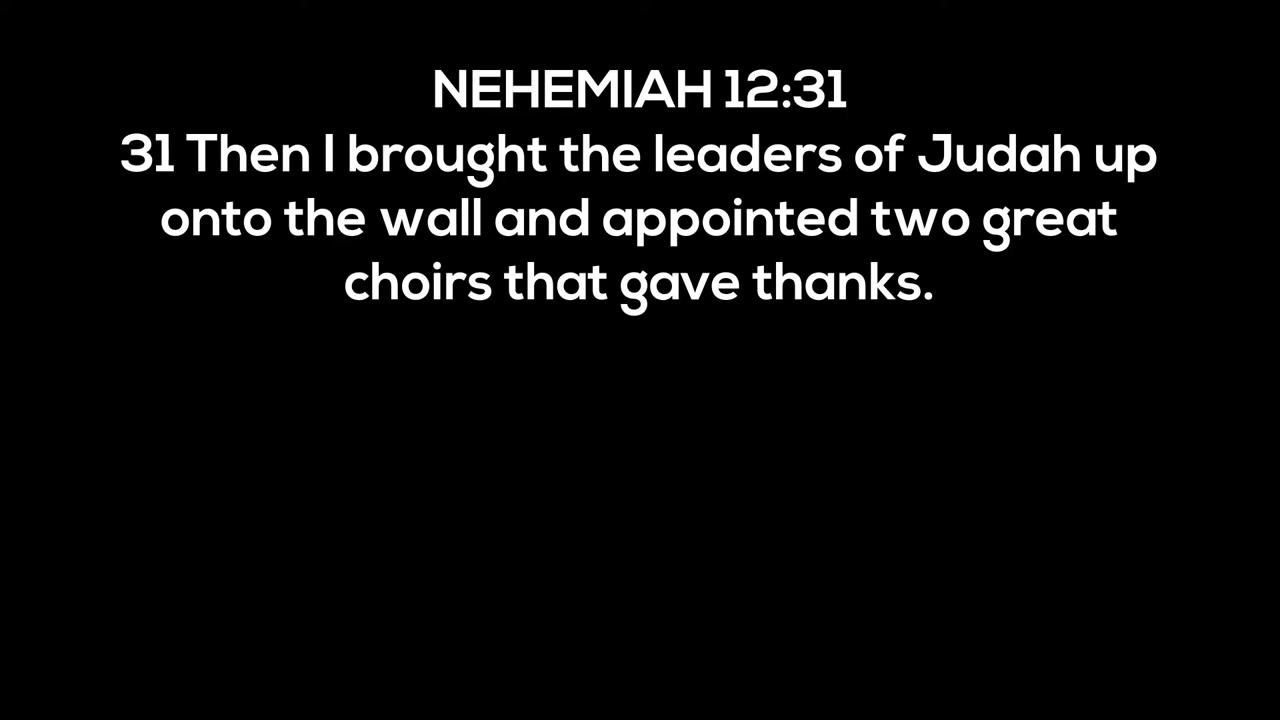 NEHEMIAH 12:31
31 Then I brought the leaders of Judah up
onto the wall and appointed two great
choirs that gave thanks.